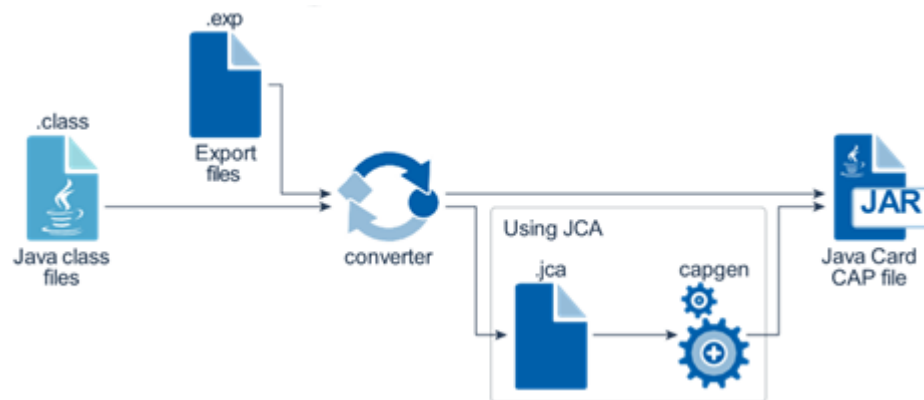 .exp
.class
Export
files
Java class
files
converter
Using JCA
.jca
capgen
JAR
Java Card
CAP file